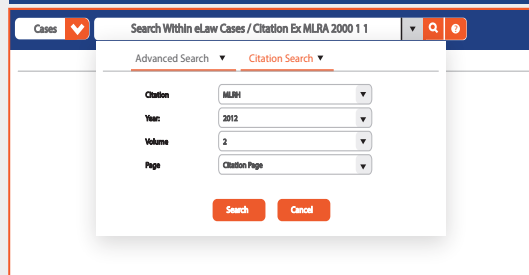 Cases Search Within eLaw Cases / Citation Ex MLRA 2000 1 1 ?
Advanced Search Citation Search
Citation MLRH
Year: 2012
Volume 2
Page Citation Page
Search Cancel